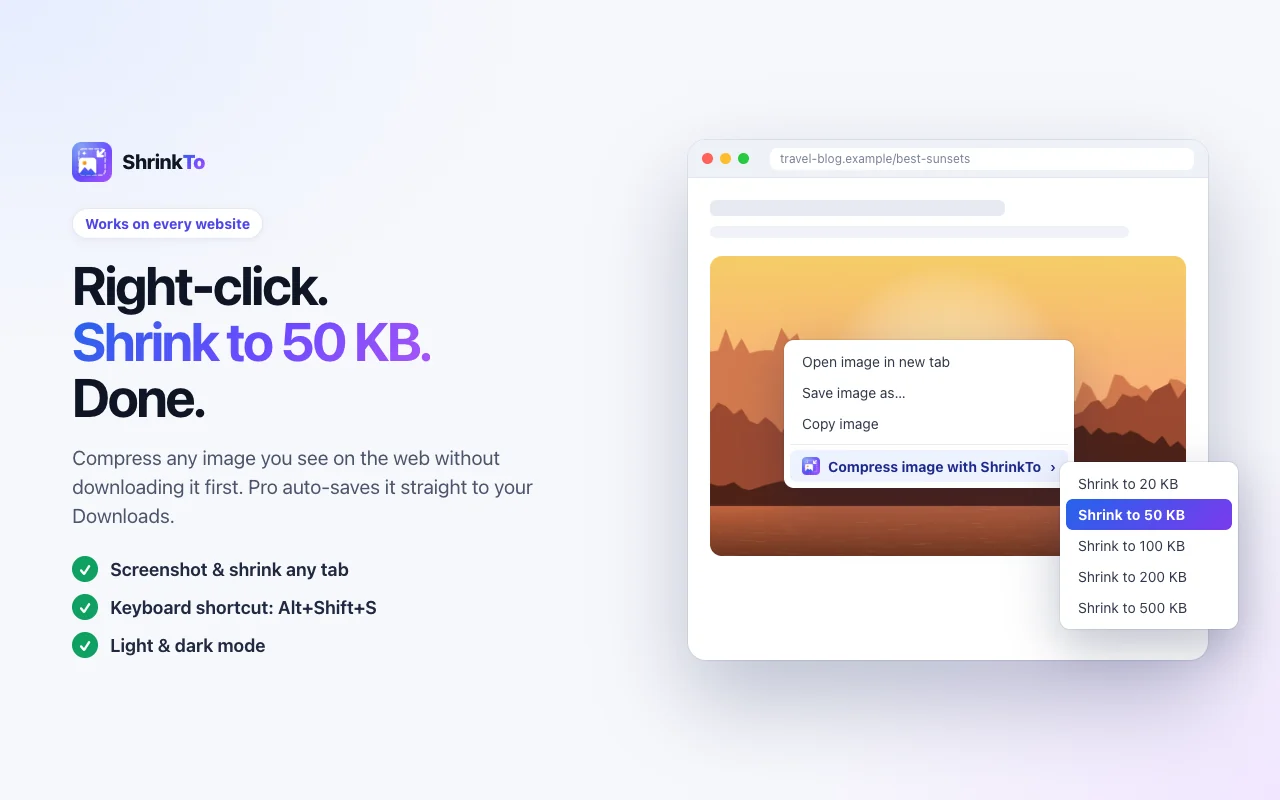 ShrinkTo
Works on every website
Right-click.
Shrink to 50 KB.
Done.
Compress any image you see on the web without
downloading it first. Pro auto-saves it straight to your
Downloads.
Screenshot & shrink any tab
Keyboard shortcut: Alt+Shift+S
Light & dark mode
travel-blog.example/best-sunsets
Open image in new tab
Save image as...
Copy image
Compress image with ShrinkTo ›
Shrink to 20 KB
Shrink to 50 KB
Shrink to 100 KB
Shrink to 200 KB
Shrink to 500 KB